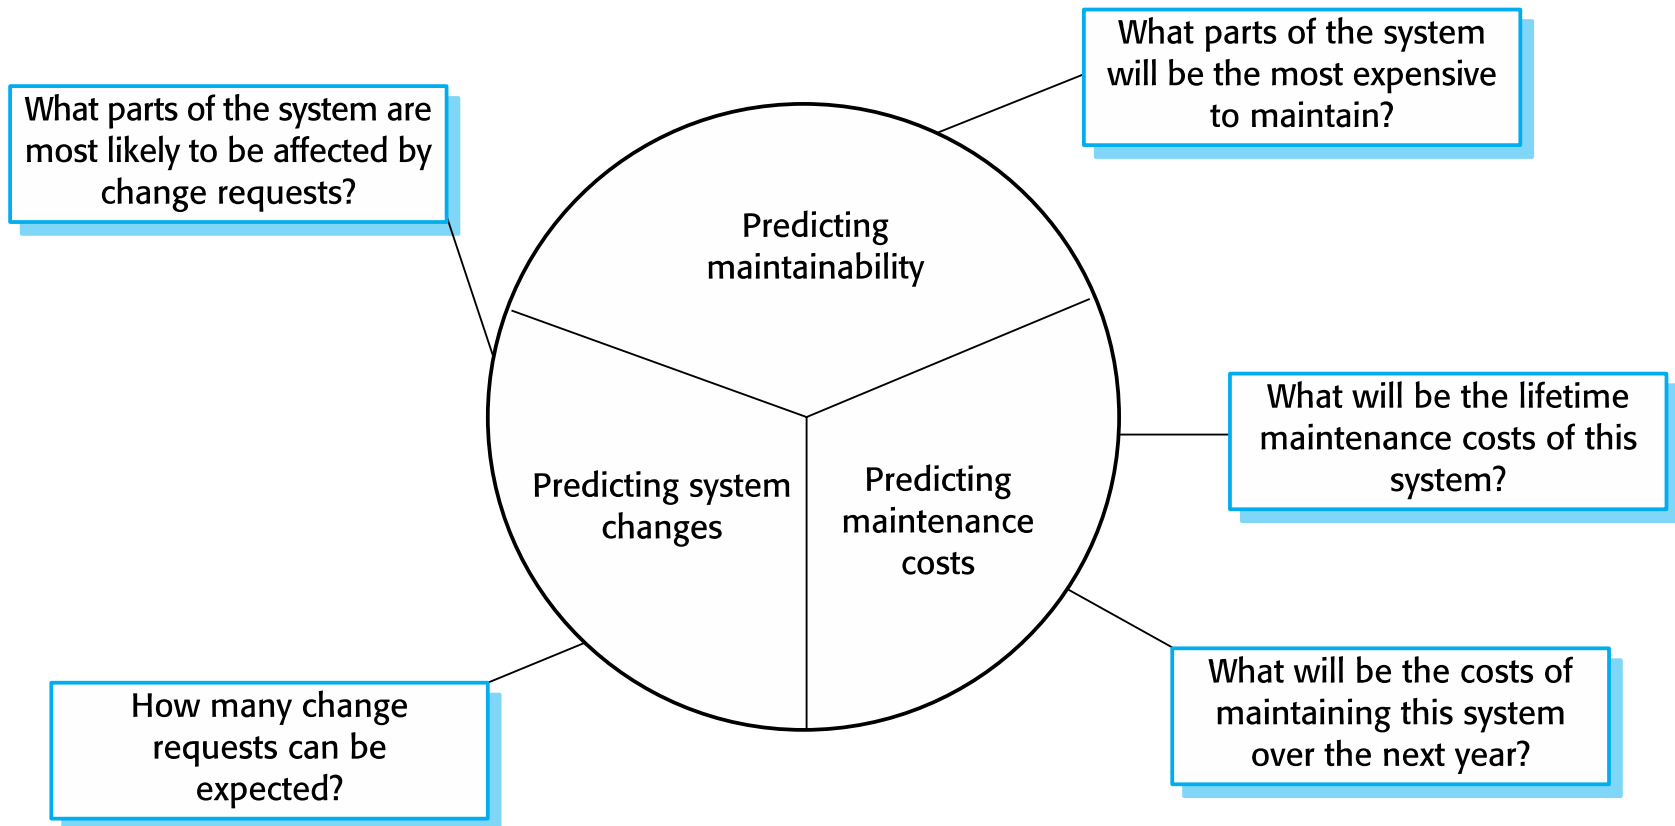 What parts of the system
will be the most expensive
to maintain?
What parts of the system are
most likely to be affected by
change requests?
Predicting
maintainability
What will be the lifetime
maintenance costs of this
system?
Predicting system
changes
Predicting
maintenance
costs
What will be the costs of
maintaining this system
over the next year?
How many change
requests can be
expected?